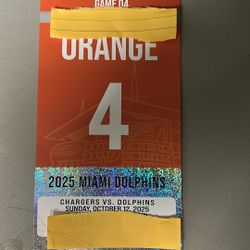 GAME 04
ORANGE
4
2025 MIAMI DOLPHINS
CHARGERS VS. DOLPHINS
SUNDAY, OCTOBER 12, 2025